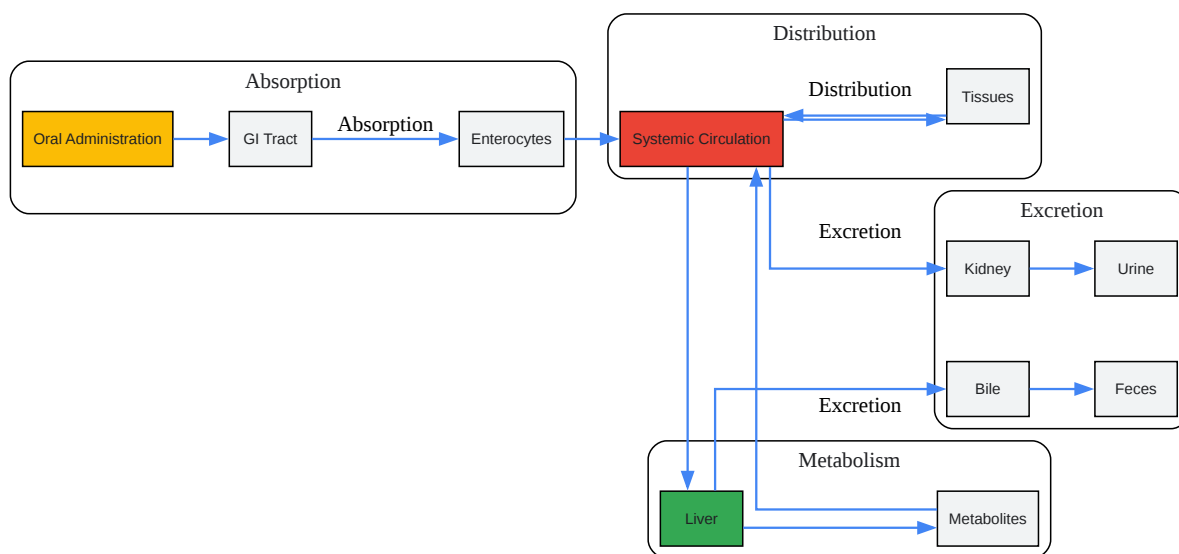 Distribution
Absorption
Distribution
Tissues
Oral Administration
GI Tract
Absorption
Enterocytes
Systemic Circulation
Excretion
Excretion
Kidney
Urine
Bile
Feces
Excretion
Metabolism
Liver
Metabolites